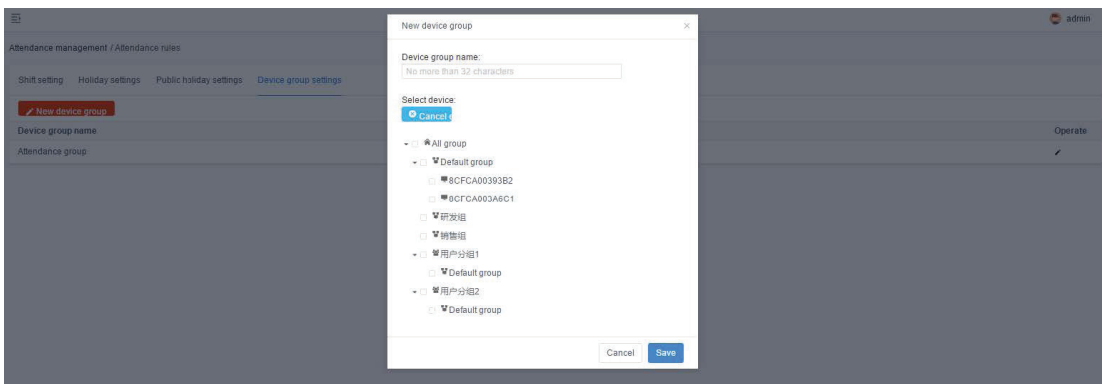 admin
Attendance management / Attendance rules
Shift setting Holiday settings Public holiday settings Device group settings
New device group
Device group name
Operate
Attendance group
New device group
Device group name:
No more than 32 characters
Select device:
Cancel
All group
Default group
8CFCA00393B2
8CFCA003A6C1
研发组
销售组
用户分组1
Default group
用户分组2
Default group
Cancel Save